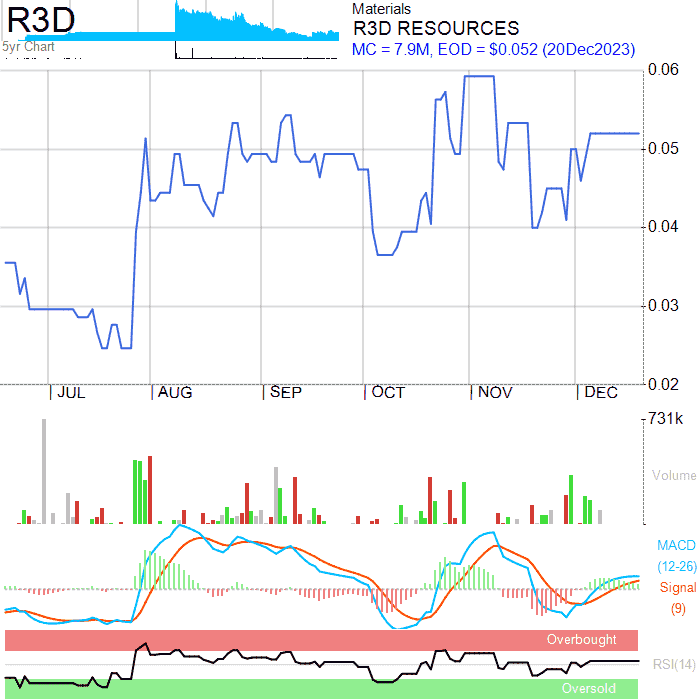 R3D
5yr Chart
Materials
R3D RESOURCES
MC = 7.9M, EOD = $0.052 (20Dec2023)
0.06
0.05
0.04
0.03
0.02
JUL
AUG
SEP
OCT
NOV
DEC
731k
Volume
MACD
(12-26)
Signal
(9)
Overbought
RSI(14)
Oversold